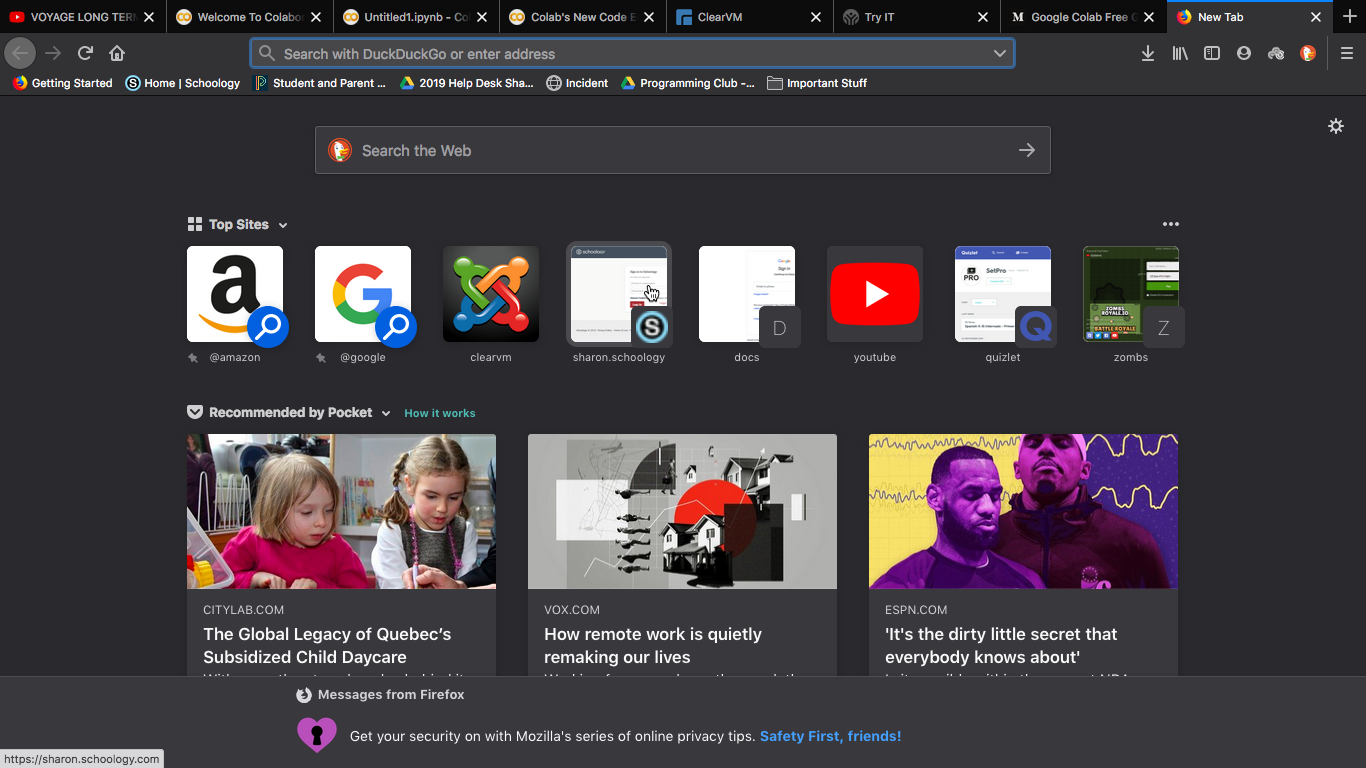 VOYAGE LONG TERM
Welcome To Colabor
Untitled1.ipynb - Co
Colab's New Code E
ClearVM
Try IT
Google Colab Free G
New Tab
Search with DuckDuckGo or enter address
Getting Started
Home | Schoology
Student and Parent ...
2019 Help Desk Sha...
Incident
Programming Club -...
Important Stuff
Search the Web
Top Sites
@amazon
@google
clearvm
sharon.schoology
docs
youtube
quizlet
zombs
Recommended by Pocket
How it works
CITYLAB.COM
The Global Legacy of Quebec's
Subsidized Child Daycare
VOX.COM
How remote work is quietly
remaking our lives
ESPN.COM
'It's the dirty little secret that
everybody knows about'
Messages from Firefox
Get your security on with Mozilla's series of online privacy tips. Safety First, friends!
https://sharon.schoology.com